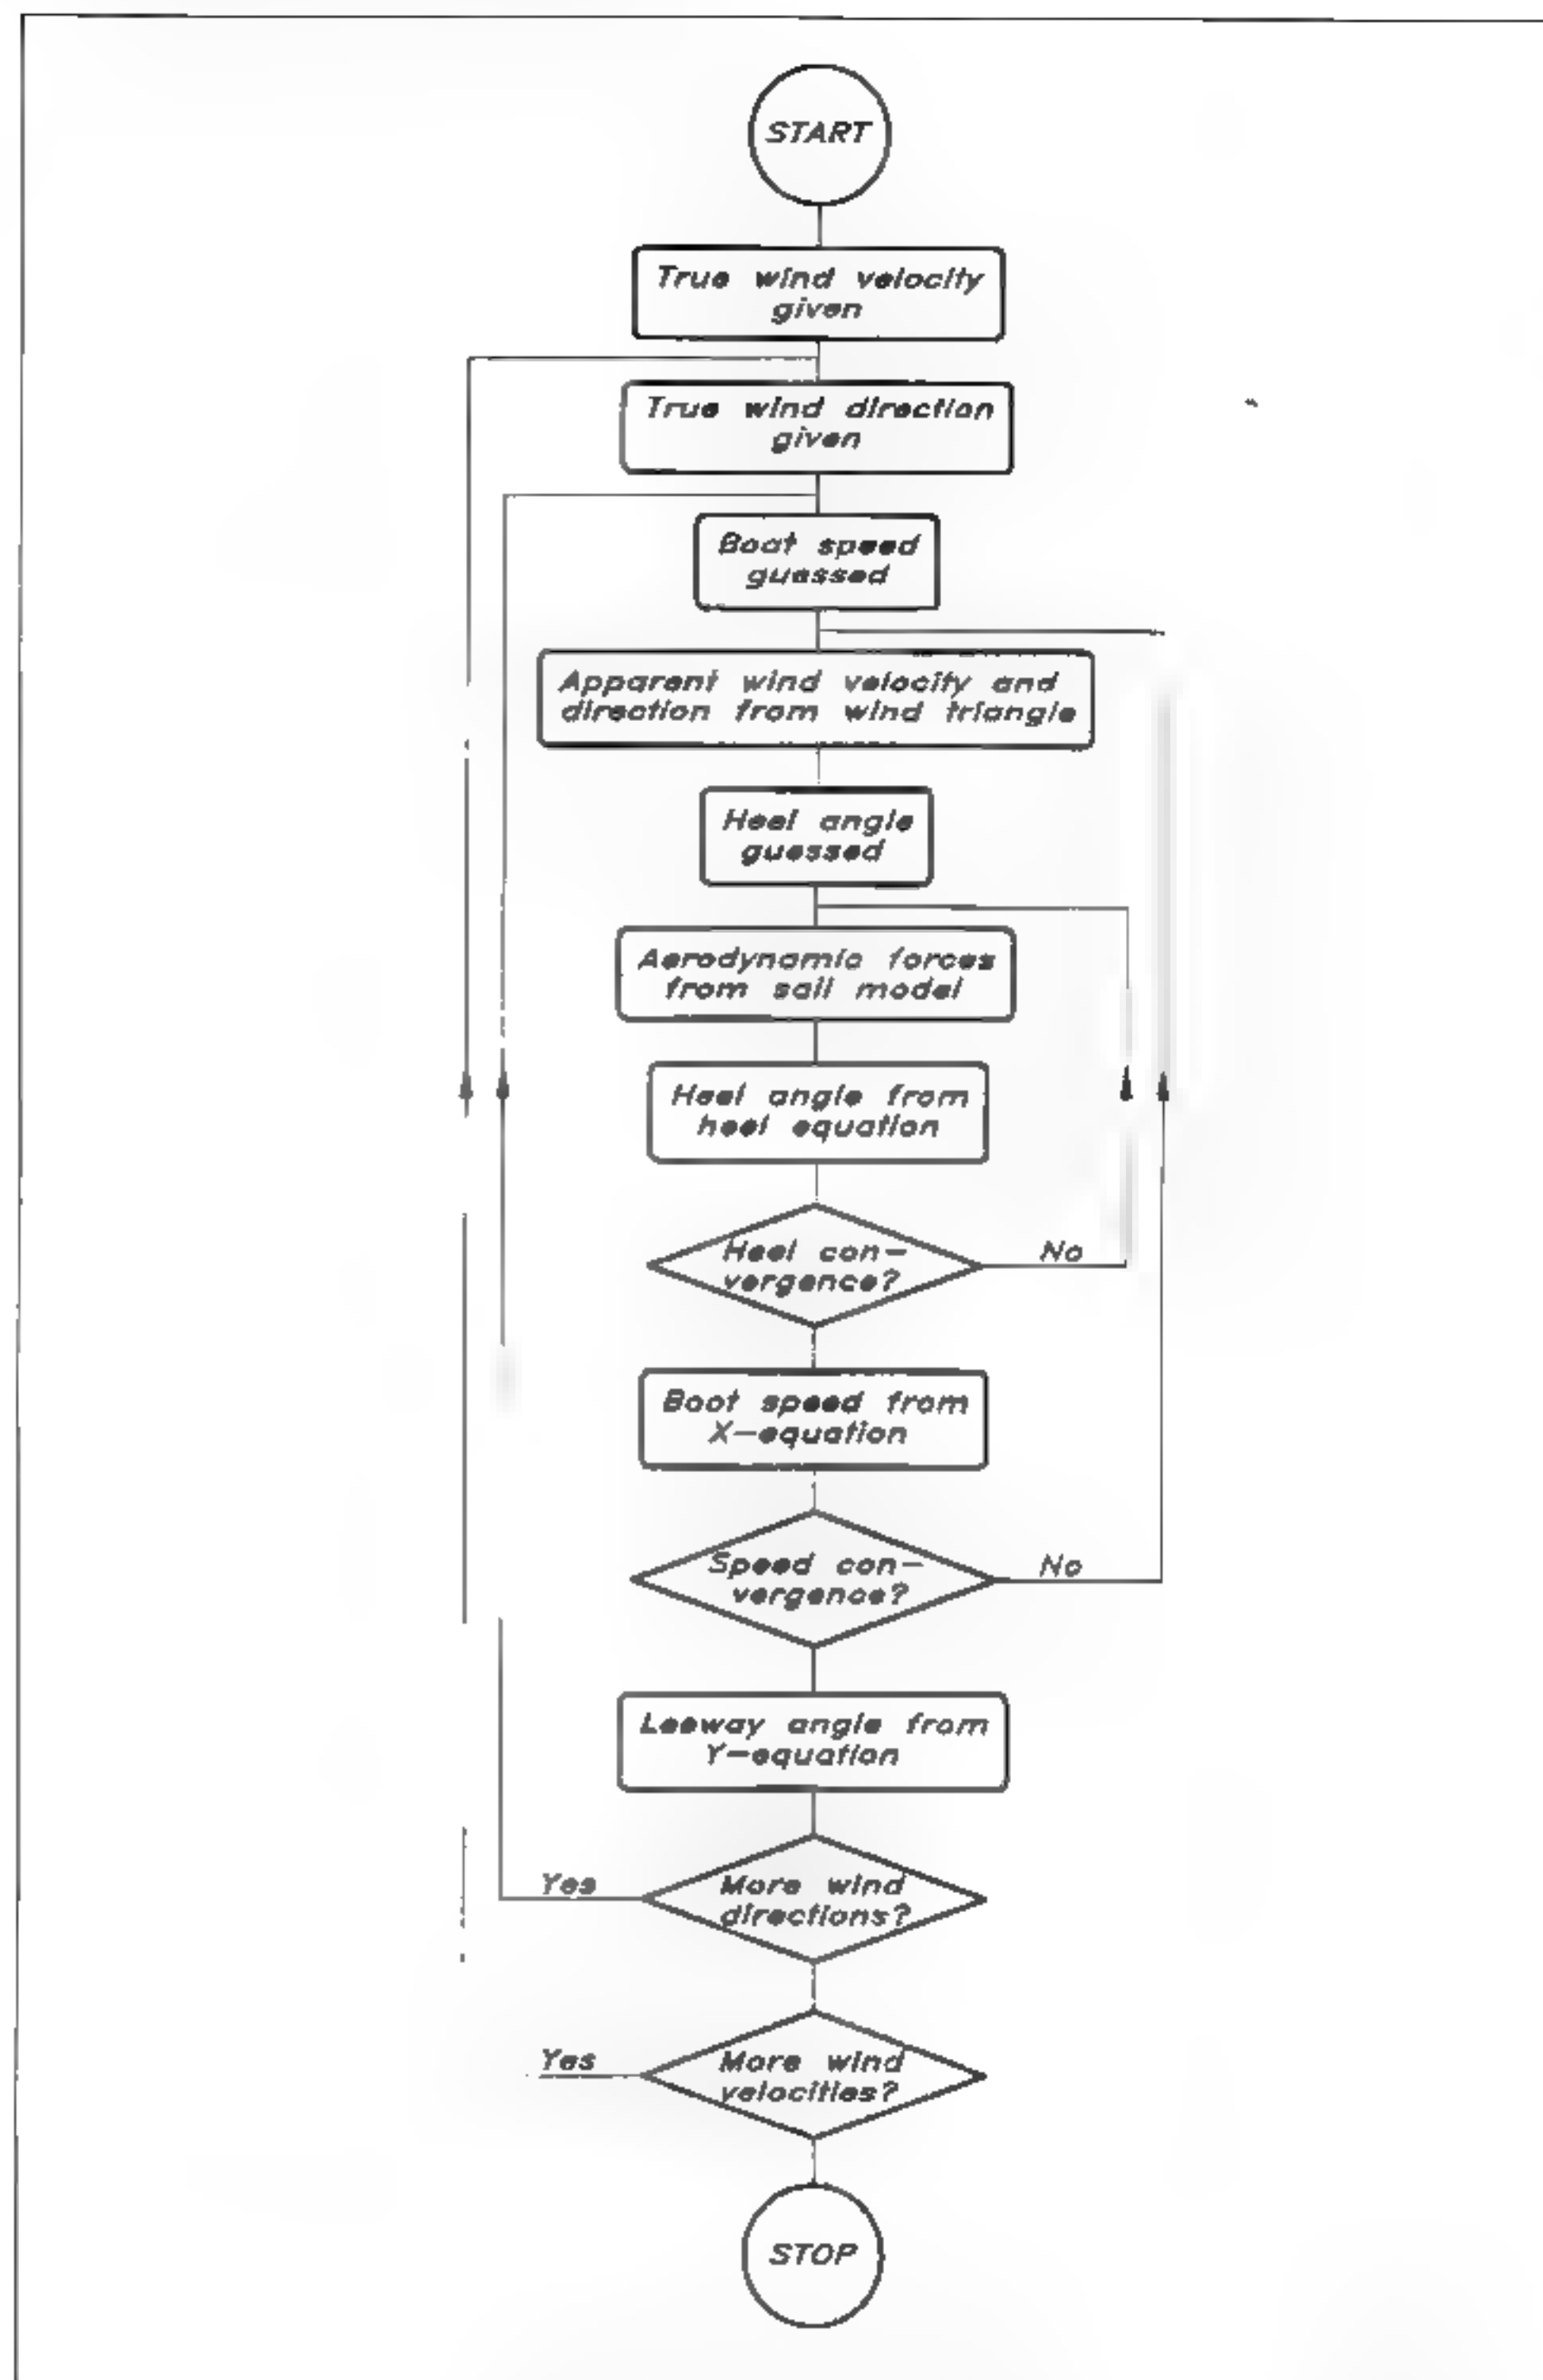 START
True wind velocity
given
True wind direction
given
Boat speed
guessed
Apparent wind velocity and
direction from wind triangle
Heel angle
guessed
Aerodynamic forces
from sail model
Heel angle from
heel equation
Heel con-
vergence?
No
Boat speed from
X-equation
Speed con-
vergence?
No
Leeway angle from
Y-equation
Yes
More wind
directions?
Yes
More wind
velocities?
STOP